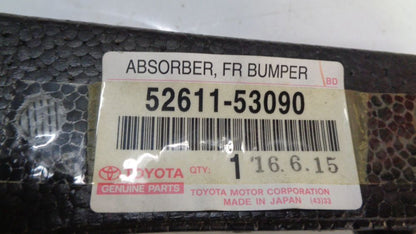 ABSORBER, FR BUMPER
BD
52611-53090
TOYOTA
GENUINE PARTS
QTY: 1 '16.6.15
TOYOTA MOTOR CORPORATION
MADE IN JAPAN (43)33